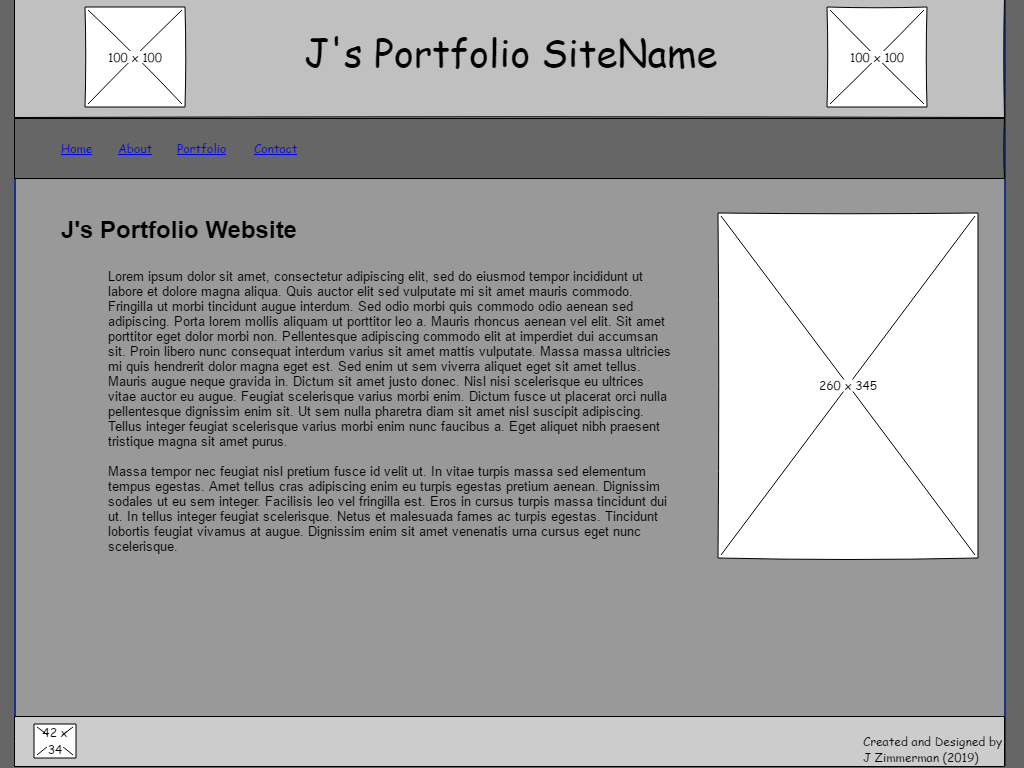 100 x 100
J's Portfolio SiteName
100 x 100
Home About Portfolio Contact
J's Portfolio Website
Lorem ipsum dolor sit amet, consectetur adipiscing elit, sed do eiusmod tempor incididunt ut
labore et dolore magna aliqua. Quis auctor elit sed vulputate mi sit amet mauris commodo.
Fringilla ut morbi tincidunt augue interdum. Sed odio morbi quis commodo odio aenean sed
adipiscing. Porta lorem mollis aliquam ut porttitor leo a. Mauris rhoncus aenean vel elit. Sit amet
porttitor eget dolor morbi non. Pellentesque adipiscing commodo elit at imperdiet dui accumsan
sit. Proin libero nunc consequat interdum varius sit amet mattis vulputate. Massa massa ultricies
mi quis hendrerit dolor magna eget est. Sed enim ut sem viverra aliquet eget sit amet tellus.
Mauris augue neque gravida in. Dictum sit amet justo donec. Nisl nisi scelerisque eu ultrices
vitae auctor eu augue. Feugiat scelerisque varius morbi enim. Dictum fusce ut placerat orci nulla
pellentesque dignissim enim sit. Ut sem nulla pharetra diam sit amet nisl suscipit adipiscing.
Tellus integer feugiat scelerisque varius morbi enim nunc faucibus a. Eget aliquet nibh praesent
tristique magna sit amet purus.
Massa tempor nec feugiat nisl pretium fusce id velit ut. In vitae turpis massa sed elementum
tempus egestas. Amet tellus cras adipiscing enim eu turpis egestas pretium aenean. Dignissim
sodales ut eu sem integer. Facilisis leo vel fringilla est. Eros in cursus turpis massa tincidunt dui
ut. In tellus integer feugiat scelerisque. Netus et malesuada fames ac turpis egestas. Tincidunt
lobortis feugiat vivamus at augue. Dignissim enim sit amet venenatis urna cursus eget nunc
scelerisque.
260 x 345
42 x
34
Created and Designed by
J Zimmerman (2019)